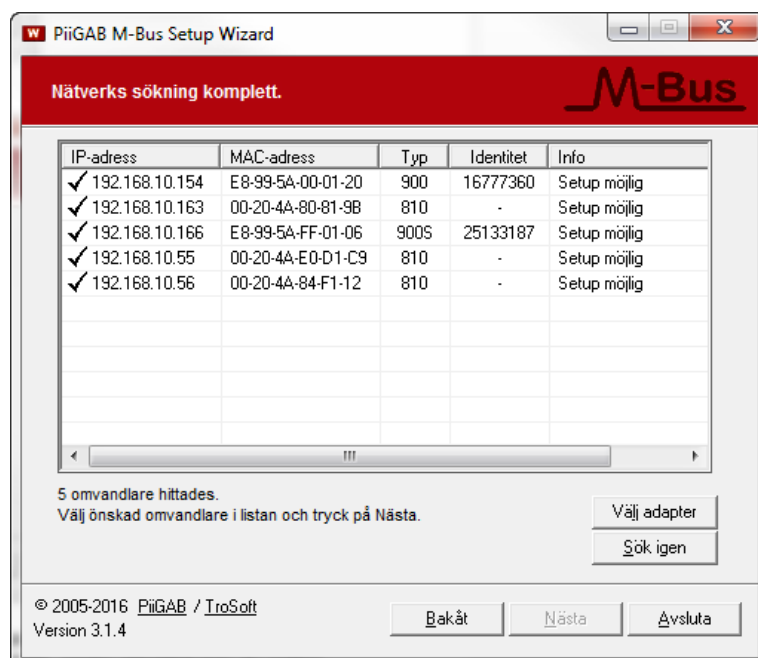 W PiiGAB M-Bus Setup Wizard
Nätverks sökning komplett.
M-Bus
IP-adress MAC-adress Typ Identitet Info
192.168.10.154 E8-99-5A-00-01-20 900 16777360 Setup möjlig
192.168.10.163 00-20-4A-80-81-9B 810 - Setup möjlig
192.168.10.166 E8-99-5A-FF-01-06 900S 25133187 Setup möjlig
192.168.10.55 00-20-4A-E0-D1-C9 810 - Setup möjlig
192.168.10.56 00-20-4A-84-F1-12 810 - Setup möjlig
5 omvandlare hittades.
Välj önskad omvandlare i listan och tryck på Nästa.
Välj adapter
Sök igen
© 2005-2016 PiiGAB / TroSoft
Version 3.1.4
Bakåt Nästa Avsluta